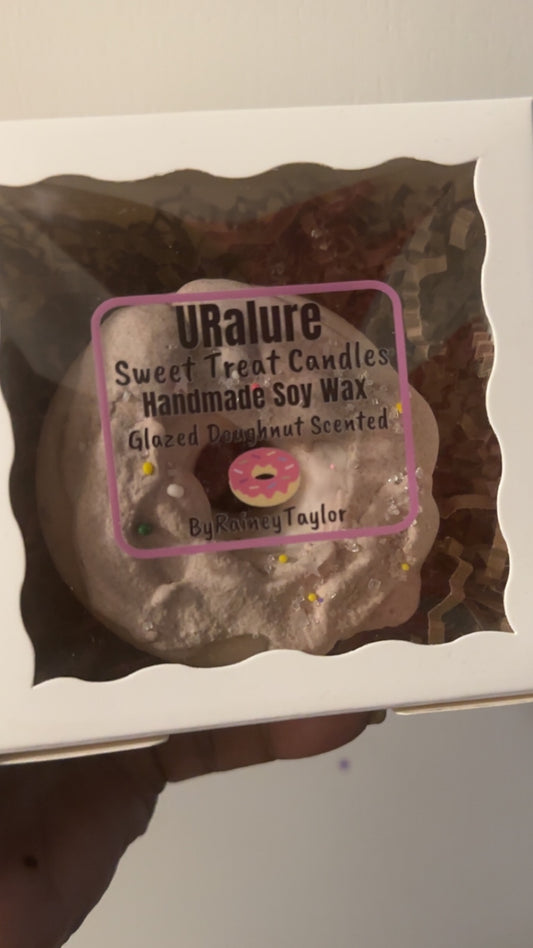 URalure
Sweet Treat Candles
Handmade Soy Wax
Glazed Doughnut Scented
ByRaineyTaylor